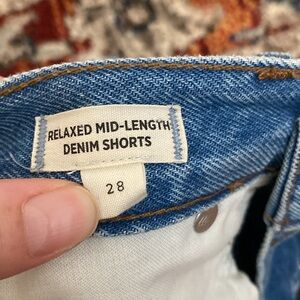 RELAXED MID-LENGTH
DENIM SHORTS
28